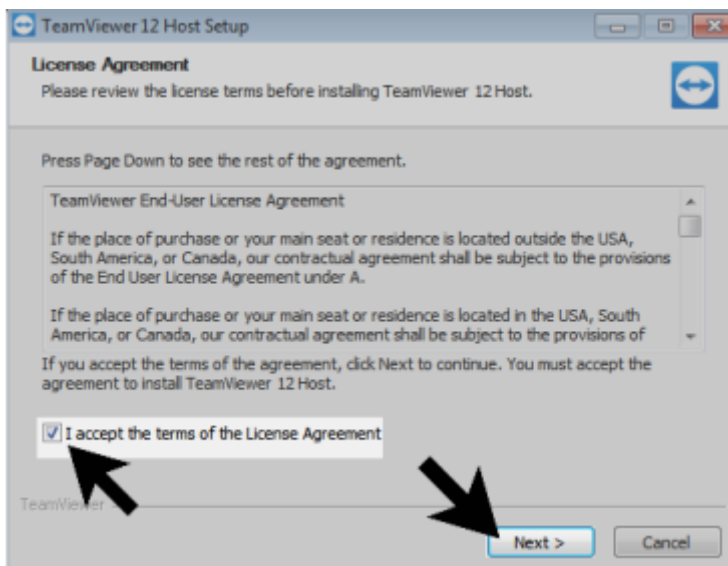 TeamViewer 12 Host Setup
License Agreement
Please review the license terms before installing TeamViewer 12 Host.
Press Page Down to see the rest of the agreement.
TeamViewer End-User License Agreement
If the place of purchase or your main seat or residence is located outside the USA,
South America, or Canada, our contractual agreement shall be subject to the provisions
of the End User License Agreement under A.
If the place of purchase or your main seat or residence is located in the USA, South
America, or Canada, our contractual agreement shall be subject to the provisions of
If you accept the terms of the agreement, click Next to continue. You must accept the
agreement to install TeamViewer 12 Host.
I accept the terms of the License Agreement
TeamViewer
Next >
Cancel